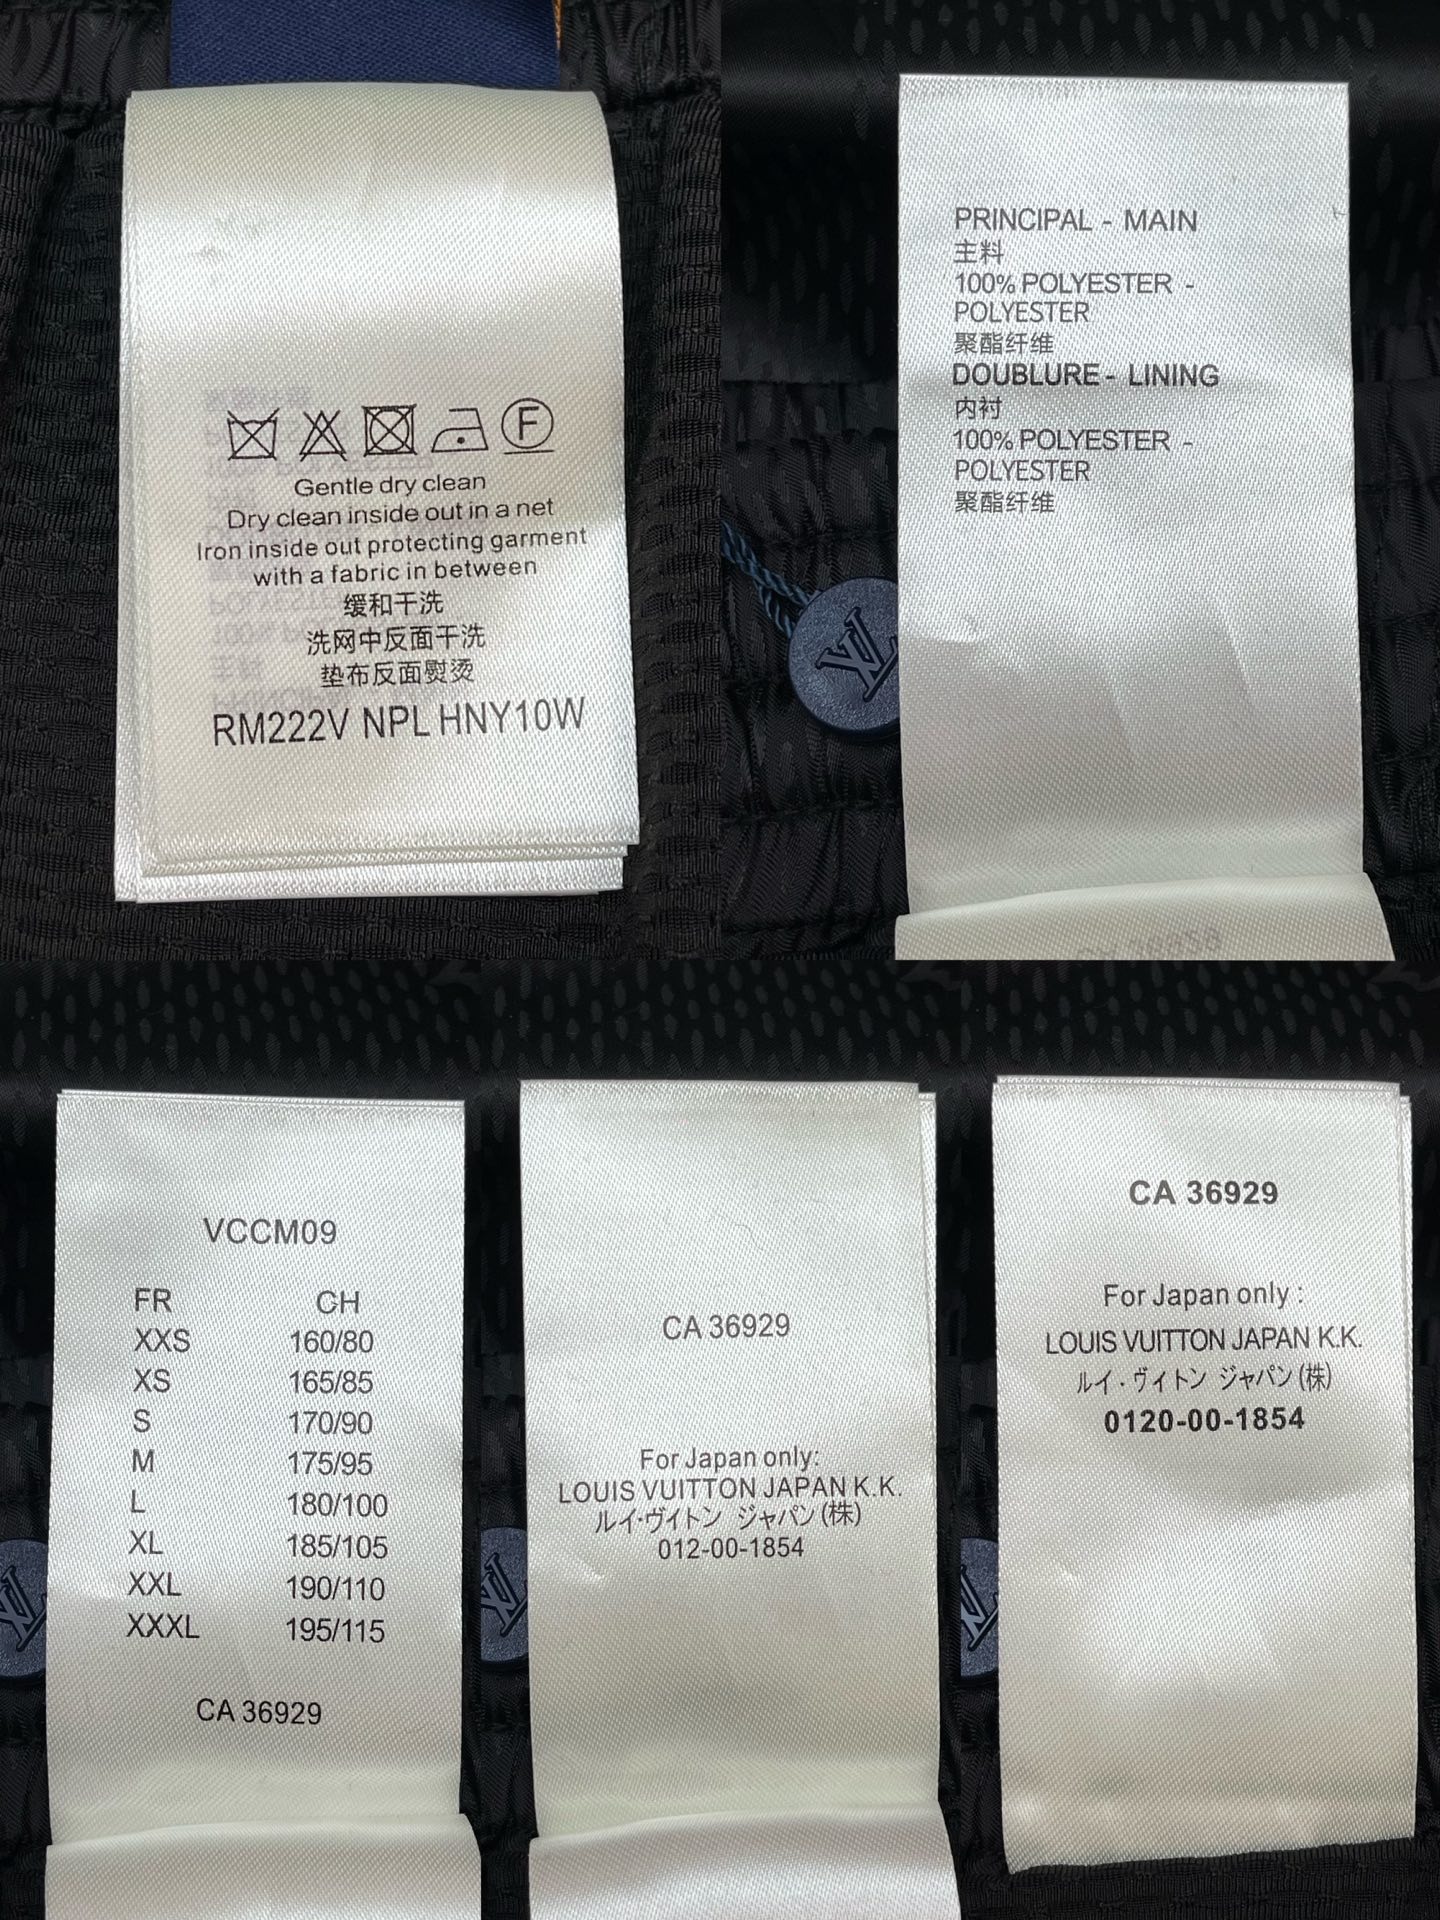 F
Gentle dry clean
Dry clean inside out in a net
Iron inside out protecting garment
with a fabric in between
缓和干洗
洗网中反面干洗
垫布反面熨烫
RM222V NPL HNY10W
PRINCIPAL - MAIN
主料
100% POLYESTER -
POLYESTER
聚酯纤维
DOUBLURE - LINING
内衬
100% POLYESTER -
POLYESTER
聚酯纤维
LV
VCCM09
FR CH
XXS 160/80
XS 165/85
S 170/90
M 175/95
L 180/100
XL 185/105
XXL 190/110
XXXL 195/115
CA 36929
CA 36929
For Japan only:
LOUIS VUITTON JAPAN K.K.
ルイ・ヴィトン ジャパン(株)
012-00-1854
CA 36929
For Japan only :
LOUIS VUITTON JAPAN K.K.
ルイ・ヴィトン ジャパン(株)
0120-00-1854